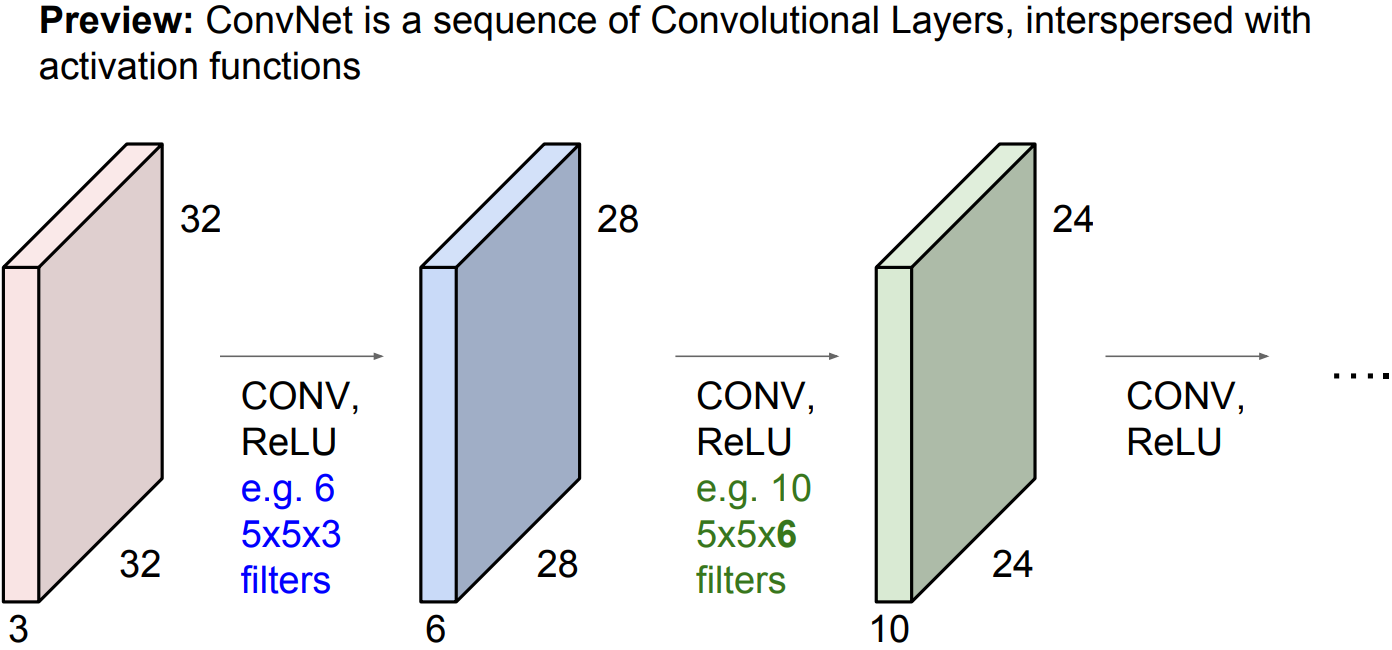 Preview: ConvNet is a sequence of Convolutional Layers, interspersed with
activation functions
32
32
3
CONV,
ReLU
e.g. 6
5x5x3
filters
28
28
6
CONV,
ReLU
e.g. 10
5x5x6
filters
24
24
10
CONV,
ReLU
....